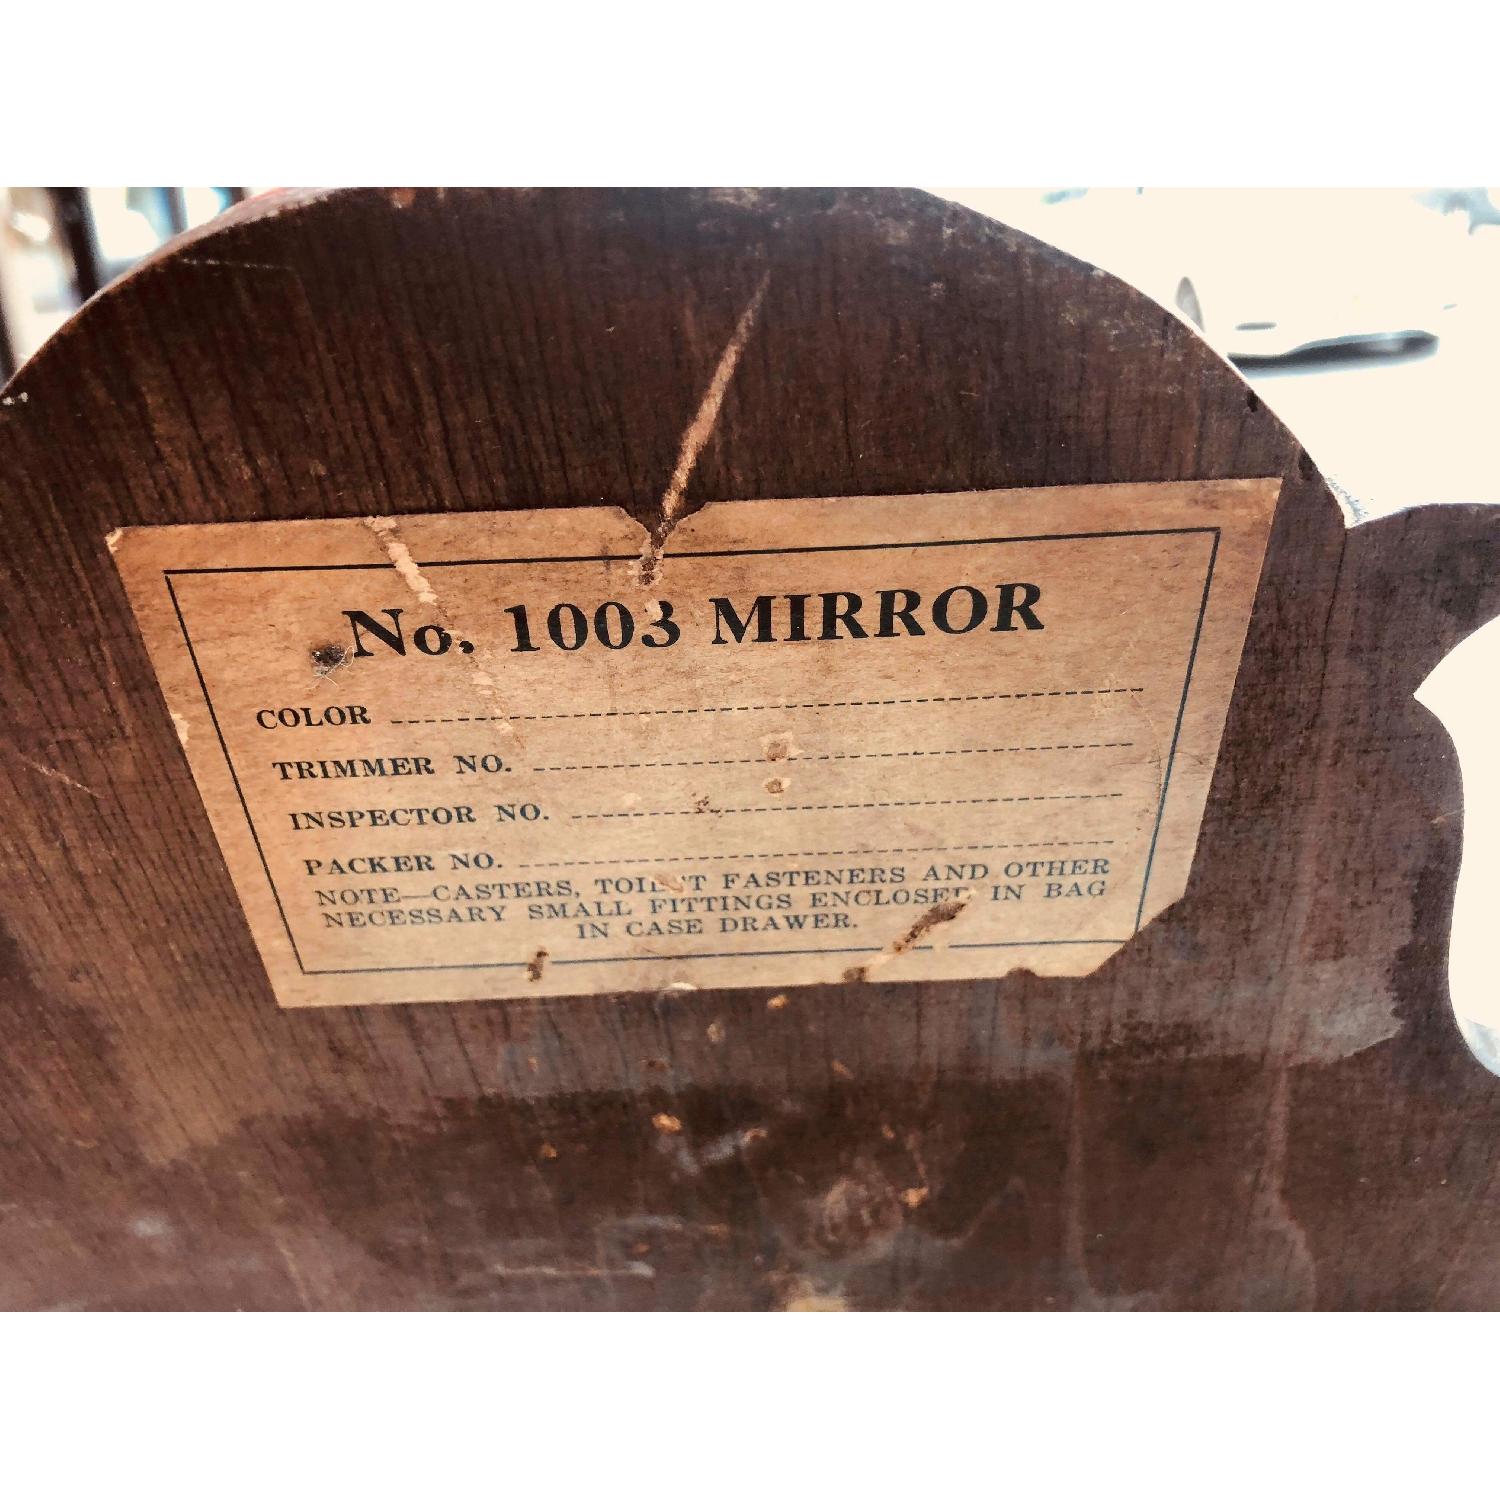 No. 1003 MIRROR
COLOR
TRIMMER NO.
INSPECTOR NO.
PACKER NO.
NOTE—CASTERS, TOILET FASTENERS AND OTHER
NECESSARY SMALL FITTINGS ENCLOSED IN BAG
IN CASE DRAWER.